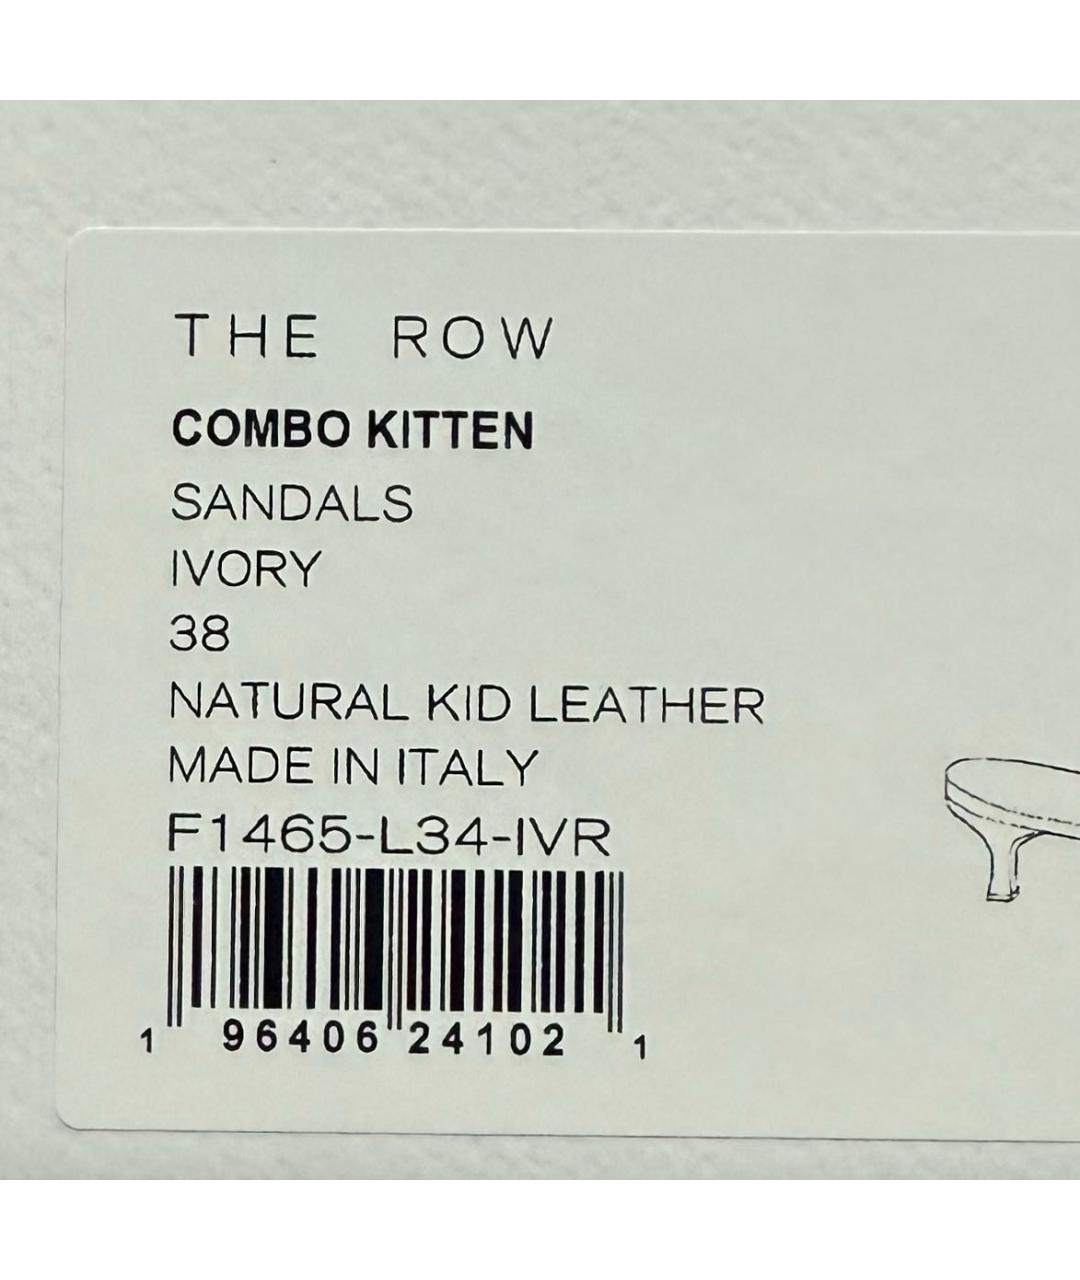 THE ROW
COMBO KITTEN
SANDALS
IVORY
38
NATURAL KID LEATHER
MADE IN ITALY
F1465-L34-IVR
1 96406 24102 1